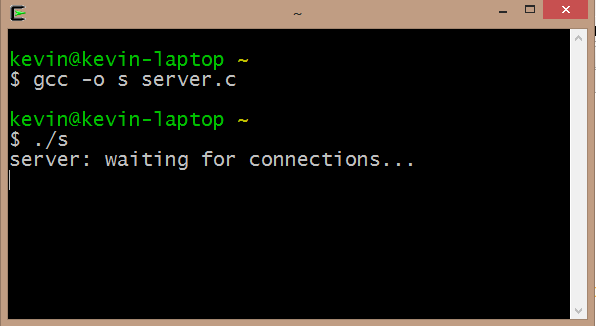 ~
kevin@kevin-laptop ~
$ gcc -o s server.c
kevin@kevin-laptop ~
$ ./s
server: waiting for connections...